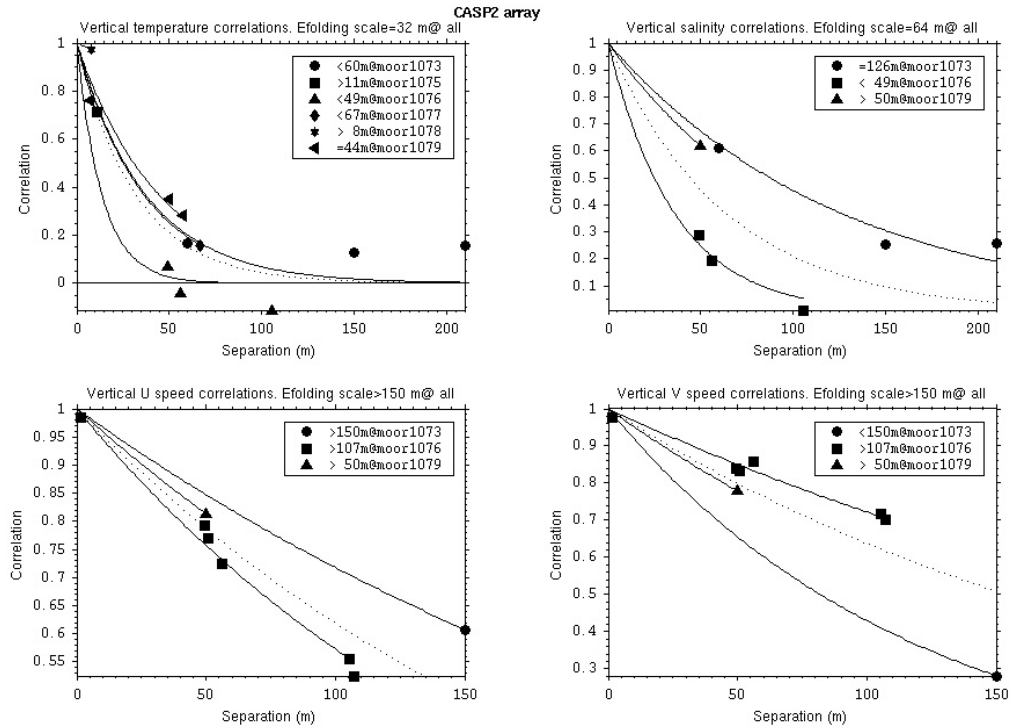 CASP2 array
Vertical temperature correlations. Efolding scale=32 m@ all
1
0.8
0.6
0.4
0.2
0
Correlation
<60m@moor1073
>11m@moor1075
<49m@moor1076
<67m@moor1077
> 8m@moor1078
=44m@moor1079
0 50 100 150 200
Separation (m)
Vertical salinity correlations. Efolding scale=64 m@ all
1
0.9
0.8
0.7
0.6
0.5
0.4
0.3
0.2
0.1
Correlation
=126m@moor1073
< 49m@moor1076
> 50m@moor1079
0 50 100 150 200
Separation (m)
Vertical U speed correlations. Efolding scale>150 m@ all
1
0.95
0.9
0.85
0.8
0.75
0.7
0.65
0.6
0.55
Correlation
>150m@moor1073
>107m@moor1076
> 50m@moor1079
0 50 100 150
Separation (m)
Vertical V speed correlations. Efolding scale>150 m@ all
1
0.9
0.8
0.7
0.6
0.5
0.4
0.3
Correlation
<150m@moor1073
>107m@moor1076
> 50m@moor1079
0 50 100 150
Separation (m)